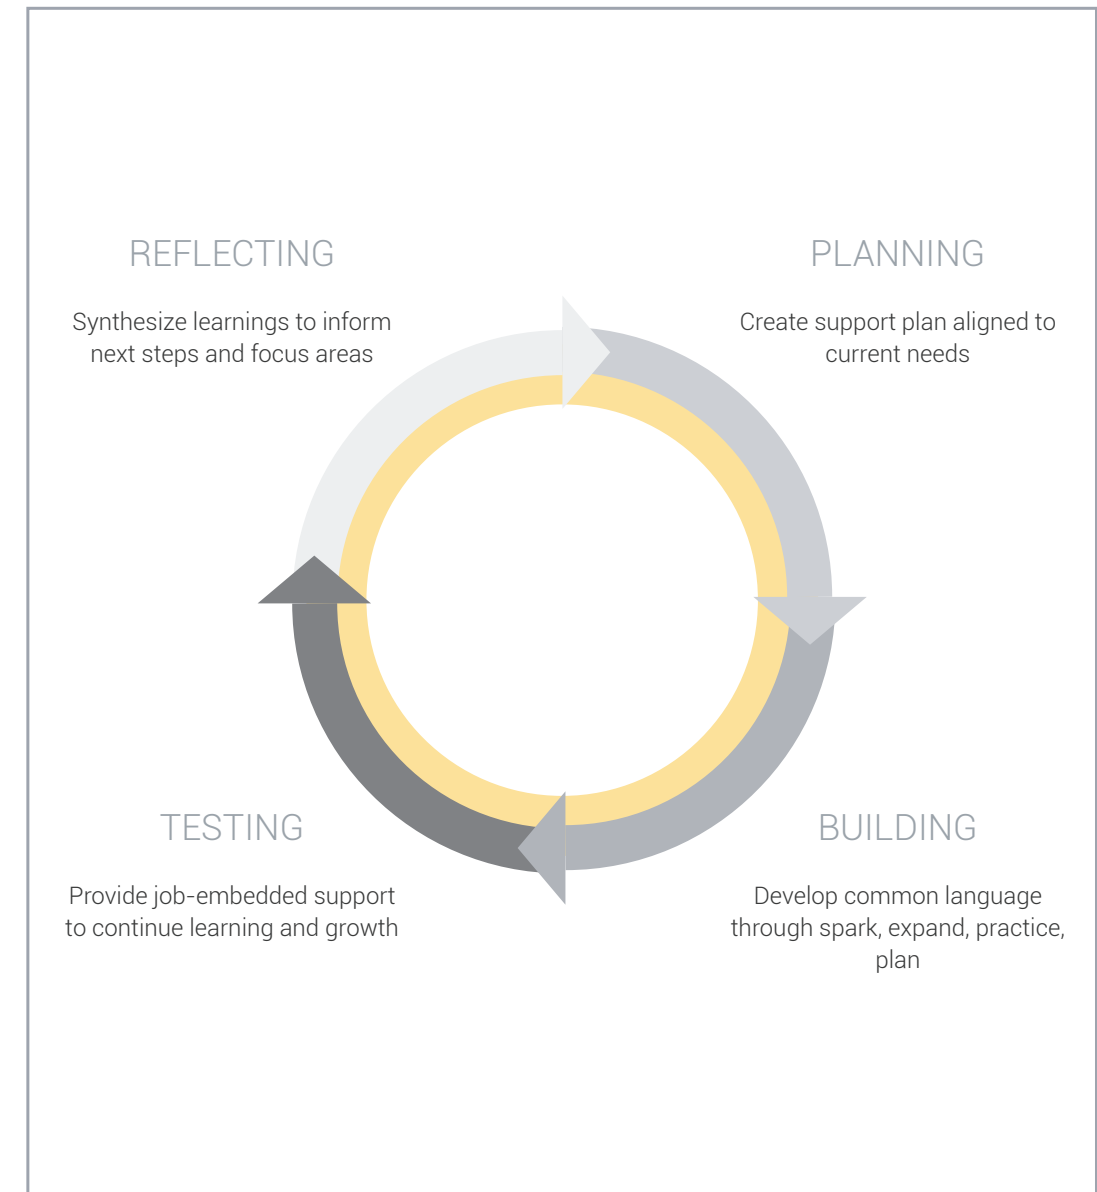 REFLECTING
Synthesize learnings to inform
next steps and focus areas
PLANNING
Create support plan aligned to
current needs
TESTING
Provide job-embedded support
to continue learning and growth
BUILDING
Develop common language
through spark, expand, practice,
plan